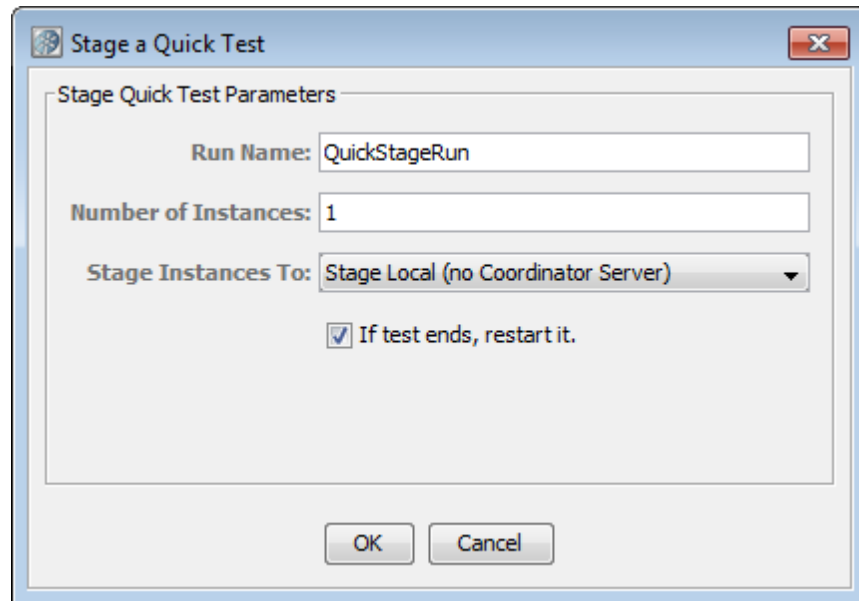 Stage a Quick Test
Stage Quick Test Parameters
Run Name: QuickStageRun
Number of Instances: 1
Stage Instances To: Stage Local (no Coordinator Server)
If test ends, restart it.
OK Cancel